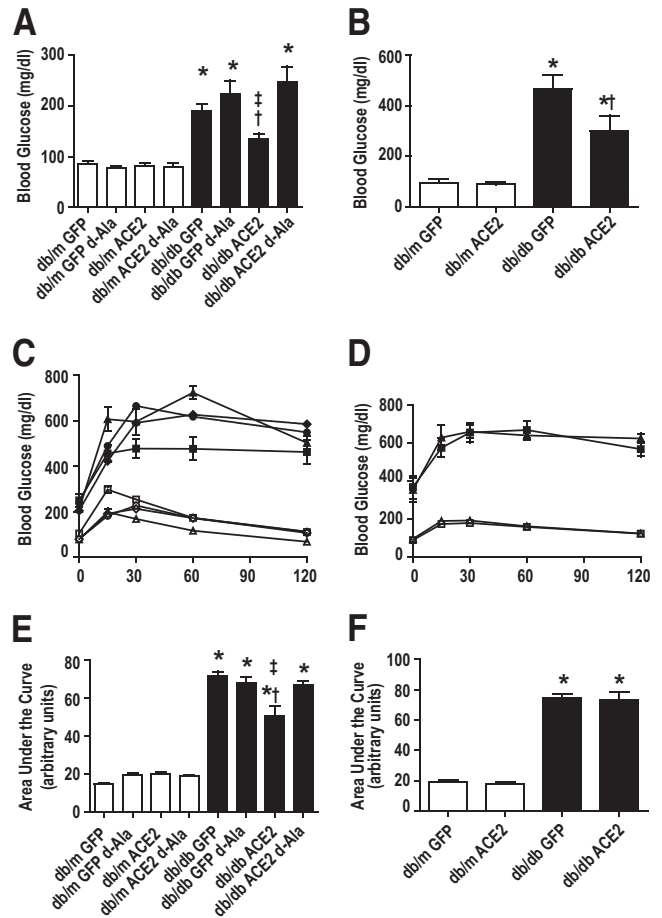 A
Blood Glucose (mg/dl)
300
200
100
0
*
*
‡
†
*
db/m GFP
db/m GFP d-Ala
db/m ACE2
db/m ACE2 d-Ala
db/db GFP
db/db GFP d-Ala
db/db ACE2
db/db ACE2 d-Ala
B
Blood Glucose (mg/dl)
600
400
200
0
*
*†
db/m GFP
db/m ACE2
db/db GFP
db/db ACE2
C
Blood Glucose (mg/dl)
800
600
400
200
0
0 30 60 90 120
D
Blood Glucose (mg/dl)
800
600
400
200
0
0 30 60 90 120
E
Area Under the Curve
(arbitrary units)
80
60
40
20
0
*
*
‡
*†
*
db/m GFP
db/m GFP d-Ala
db/m ACE2
db/m ACE2 d-Ala
db/db GFP
db/db GFP d-Ala
db/db ACE2
db/db ACE2 d-Ala
F
Area Under the Curve
(arbitrary units)
100
80
60
40
20
0
*
*
db/m GFP
db/m ACE2
db/db GFP
db/db ACE2